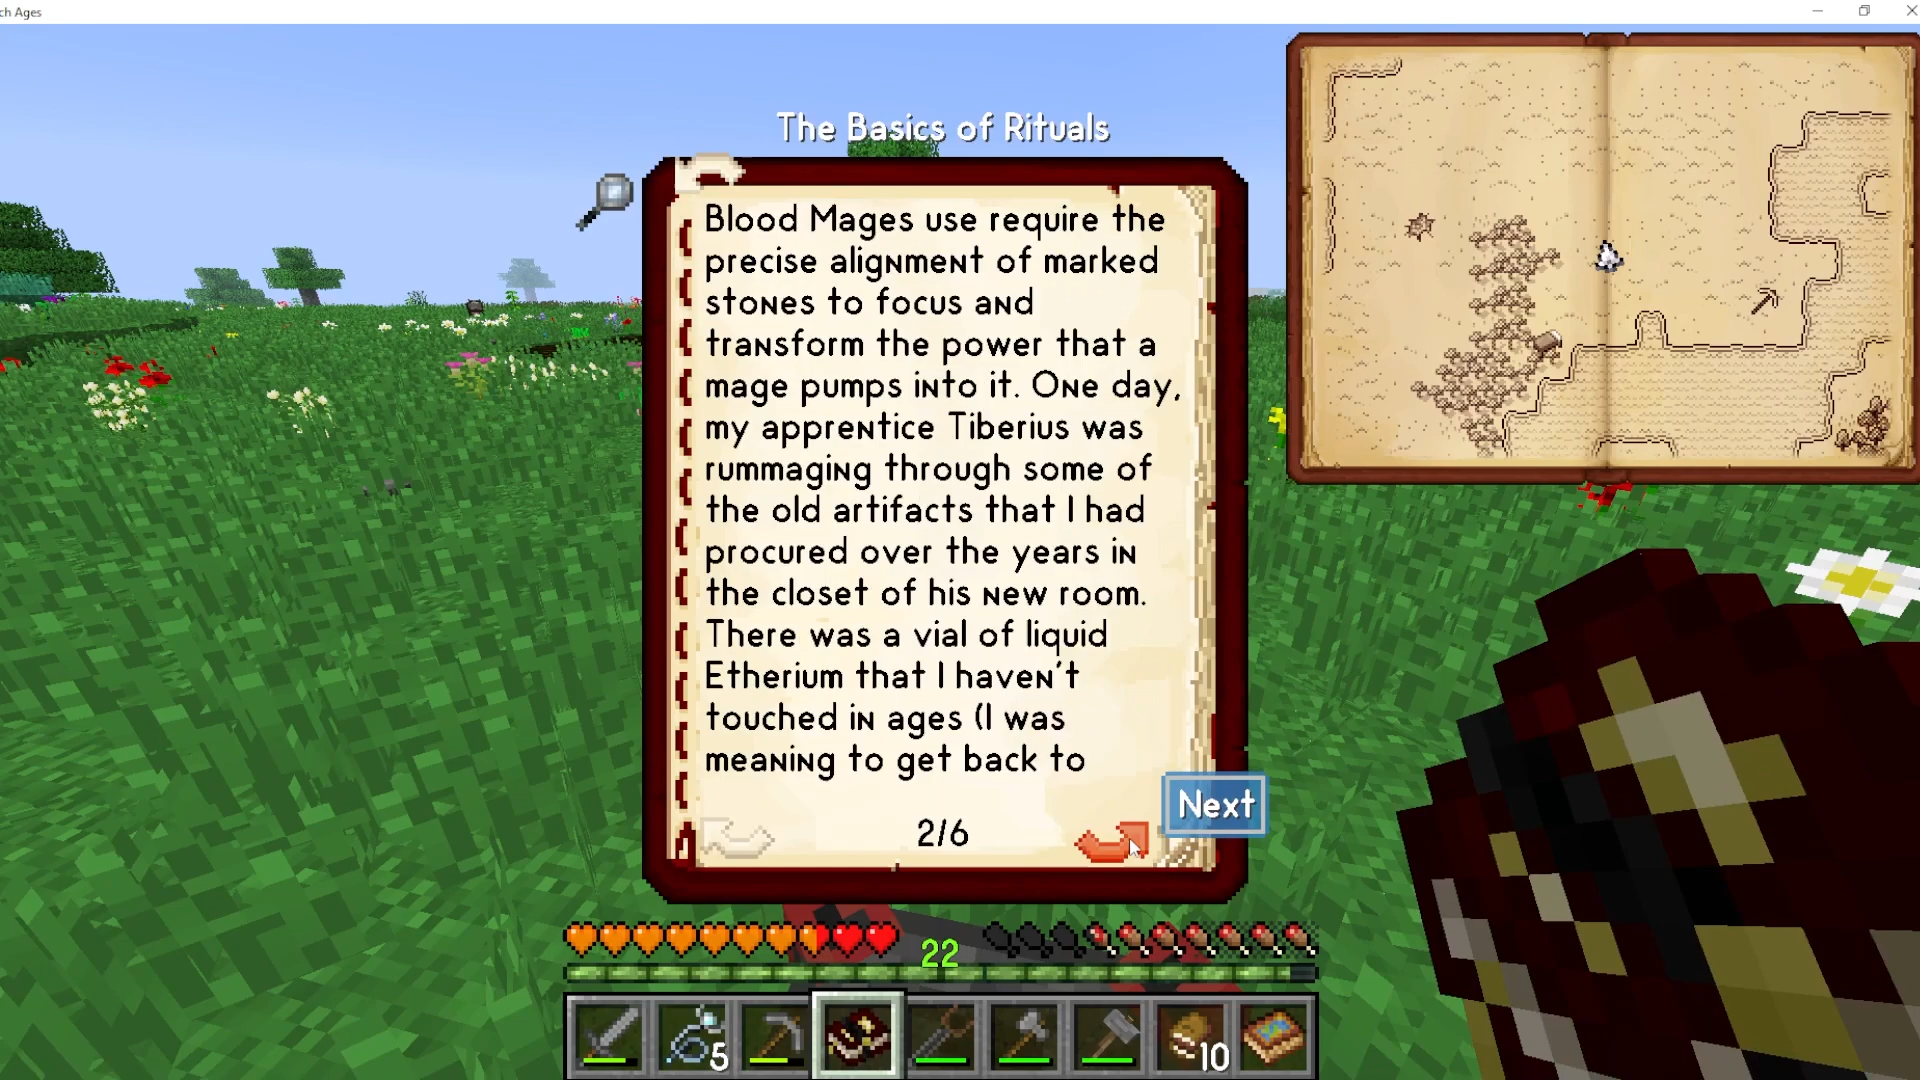 ch Ages
The Basics of Rituals
Blood Mages use require the
precise alignment of marked
stones to focus and
transform the power that a
mage pumps into it. One day,
my apprentice Tiberius was
rummaging through some of
the old artifacts that I had
procured over the years in
the closet of his new room.
There was a vial of liquid
Etherium that I haven't
touched in ages (I was
meaning to get back to
Next
2/6
22
5
10